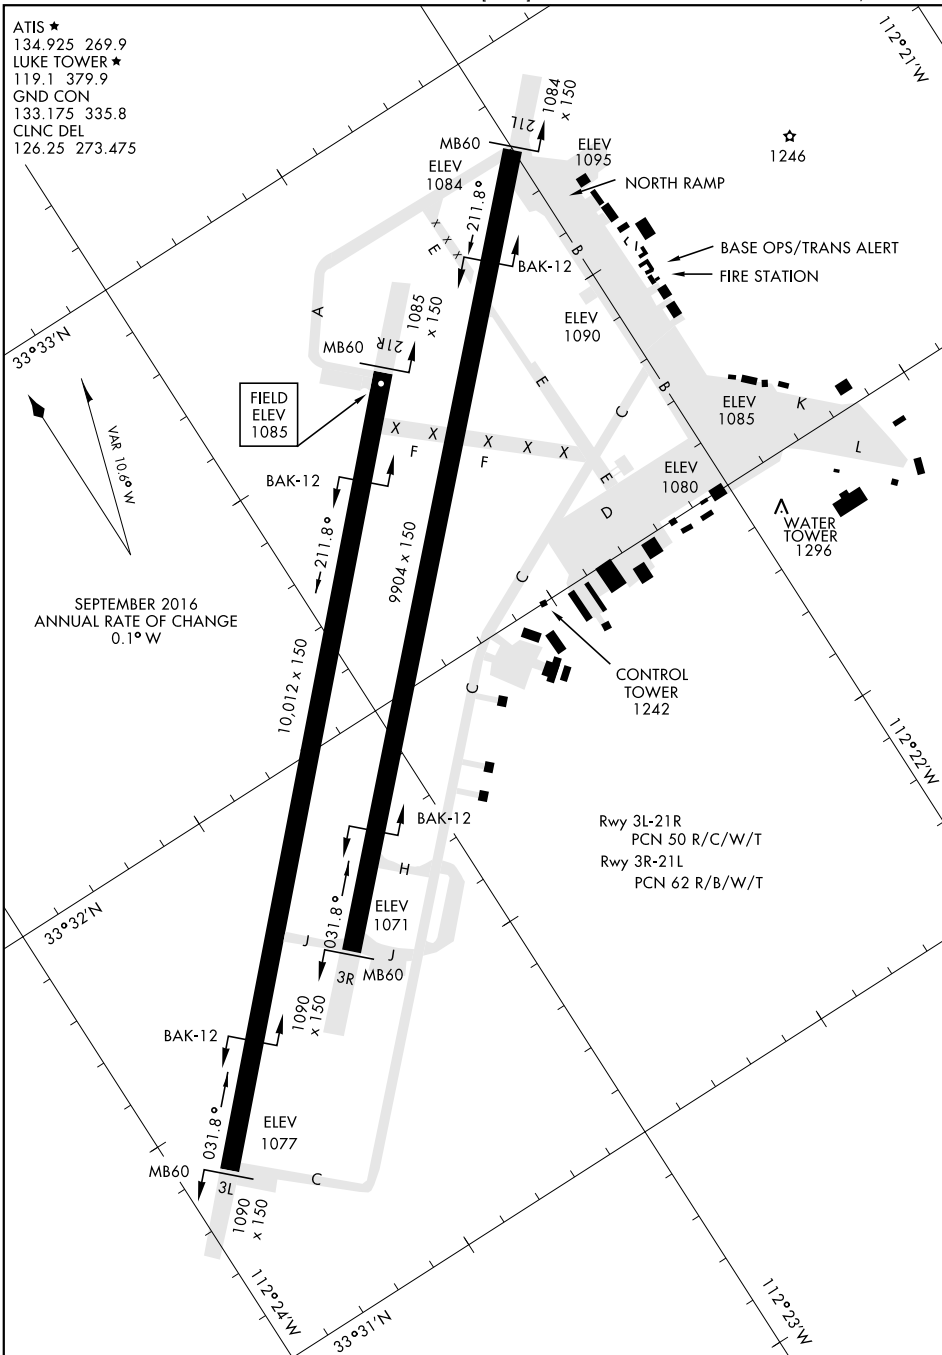 ATIS ★
134.925 269.9
LUKE TOWER ★
119.1 379.9
GND CON
133.175 335.8
CLNC DEL
126.25 273.475
112°21'W
1084
× 150
21L
MB60
ELEV
1084
ELEV
1095
1246
NORTH RAMP
211.8°
E
B
BASE OPS/TRANS ALERT
FIRE STATION
BAK-12
A
1085
× 150
ELEV
1090
33°33'N
MB60
21R
E
B
C
FIELD
ELEV
1085
ELEV
1085
K
L
VAR 10.6° W
X X X X X
F
F
x x x
BAK-12
ELEV
1080
E
D
WATER
TOWER
1296
211.8°
9904 x 150
C
SEPTEMBER 2016
ANNUAL RATE OF CHANGE
0.1° W
10,012 x 150
CONTROL
TOWER
1242
C
112°22'W
BAK-12
Rwy 3L-21R
PCN 50 R/C/W/T
Rwy 3R-21L
PCN 62 R/B/W/T
H
33°32'N
031.8°
ELEV
1071
J
J
3R
MB60
1090
× 150
BAK-12
031.8°
ELEV
1077
MB60
3L
C
1090
× 150
112°24'W
33°31'N
112°23'W